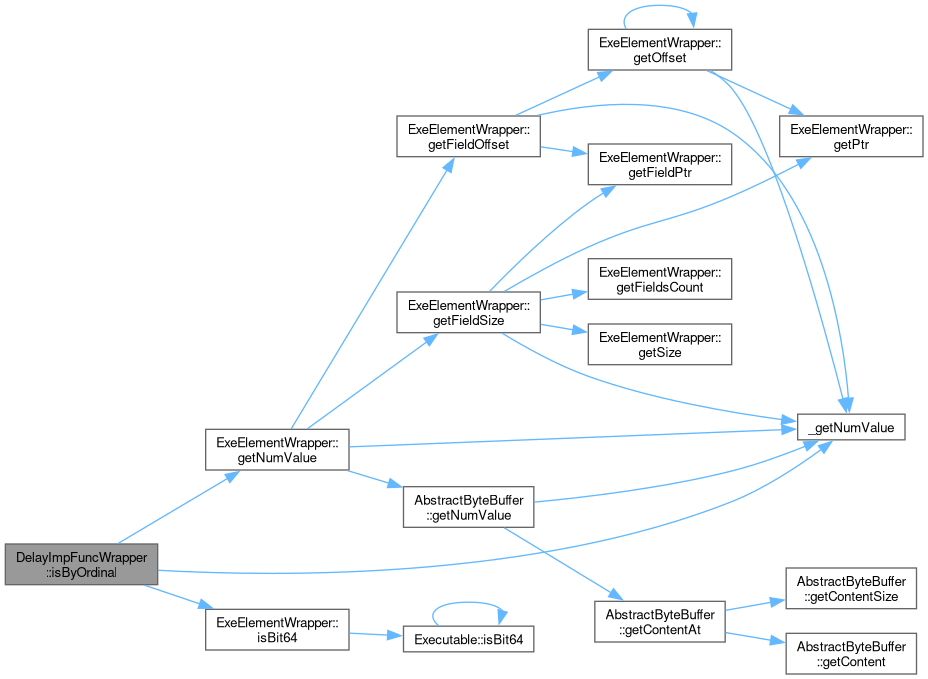 ExeElementWrapper::
getOffset
ExeElementWrapper::
getFieldOffset
ExeElementWrapper::
getPtr
ExeElementWrapper::
getFieldPtr
ExeElementWrapper::
getFieldsCount
ExeElementWrapper::
getFieldSize
ExeElementWrapper::
getSize
_getNumValue
ExeElementWrapper::
getNumValue
AbstractByteBuffer
::getNumValue
DelayImpFuncWrapper
::isByOrdinal
AbstractByteBuffer
::getContentSize
ExeElementWrapper::
isBit64
Executable::isBit64
AbstractByteBuffer
::getContentAt
AbstractByteBuffer
::getContent